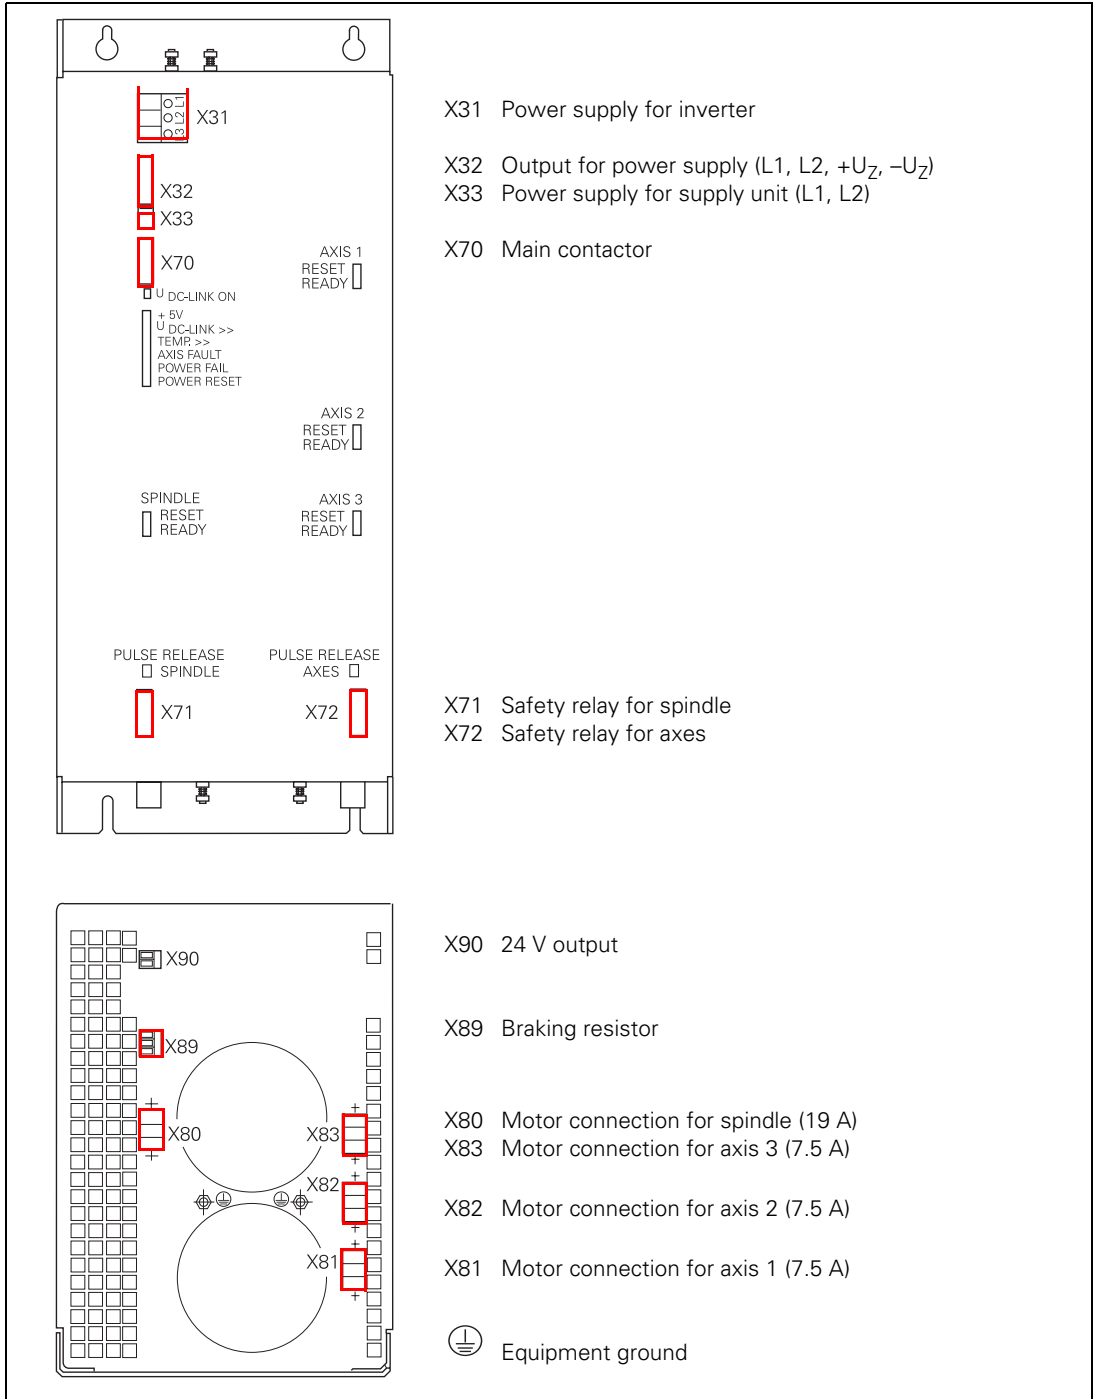 L1
L2
L3
X31
X31 Power supply for inverter
X32
X32 Output for power supply (L1, L2, +UZ, –UZ)
X33
X33 Power supply for supply unit (L1, L2)
X70
X70 Main contactor
AXIS 1
RESET
READY
U DC-LINK ON
+ 5V
U DC-LINK >>
TEMP. >>
AXIS FAULT
POWER FAIL
POWER RESET
AXIS 2
RESET
READY
SPINDLE
RESET
READY
AXIS 3
RESET
READY
PULSE RELEASE
SPINDLE
PULSE RELEASE
AXES
X71
X72
X71 Safety relay for spindle
X72 Safety relay for axes
X90
X90 24 V output
X89
X89 Braking resistor
X80
X83
X80 Motor connection for spindle (19 A)
X83 Motor connection for axis 3 (7.5 A)
X82
X82 Motor connection for axis 2 (7.5 A)
X81
X81 Motor connection for axis 1 (7.5 A)
Equipment ground